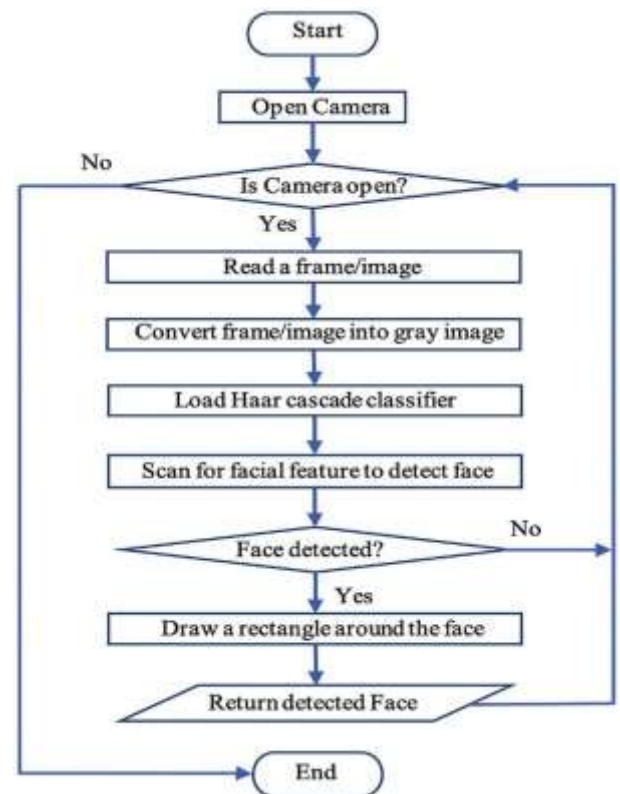 Start
Open Camera
No
Is Camera open?
Yes
Read a frame/image
Convert frame/image into gray image
Load Haar cascade classifier
Scan for facial feature to detect face
No
Face detected?
Yes
Draw a rectangle around the face
Return detected Face
End